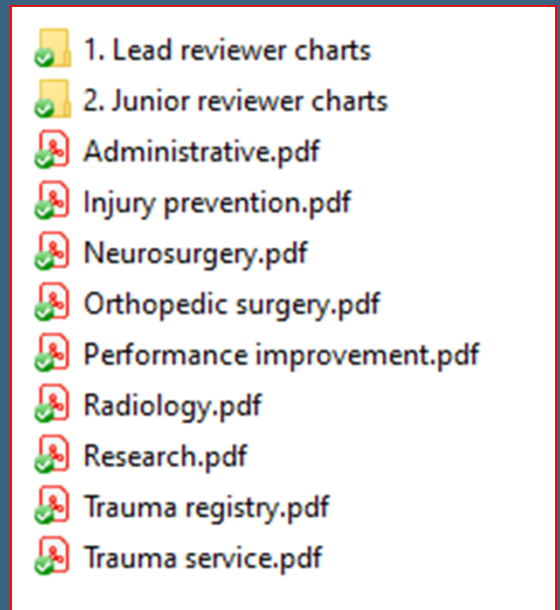 1. Lead reviewer charts
2. Junior reviewer charts
Administrative.pdf
Injury prevention.pdf
Neurosurgery.pdf
Orthopedic surgery.pdf
Performance improvement.pdf
Radiology.pdf
Research.pdf
Trauma registry.pdf
Trauma service.pdf